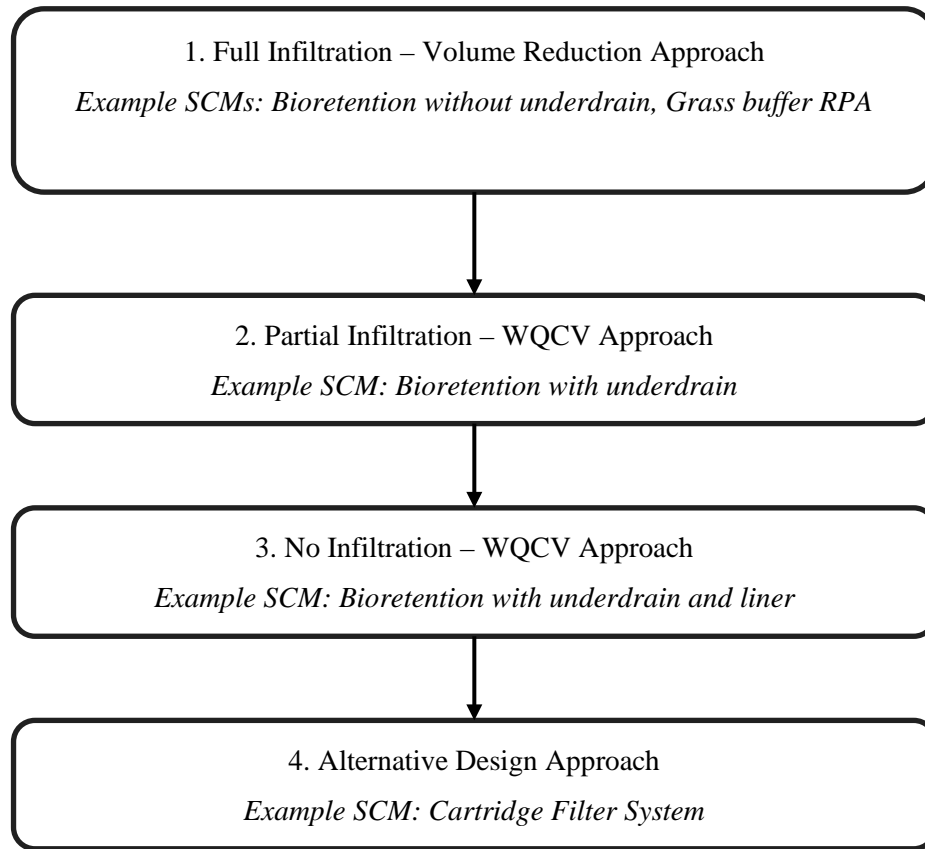 1. Full Infiltration – Volume Reduction Approach
Example SCMs: Bioretention without underdrain, Grass buffer RPA
2. Partial Infiltration – WQCV Approach
Example SCM: Bioretention with underdrain
3. No Infiltration – WQCV Approach
Example SCM: Bioretention with underdrain and liner
4. Alternative Design Approach
Example SCM: Cartridge Filter System